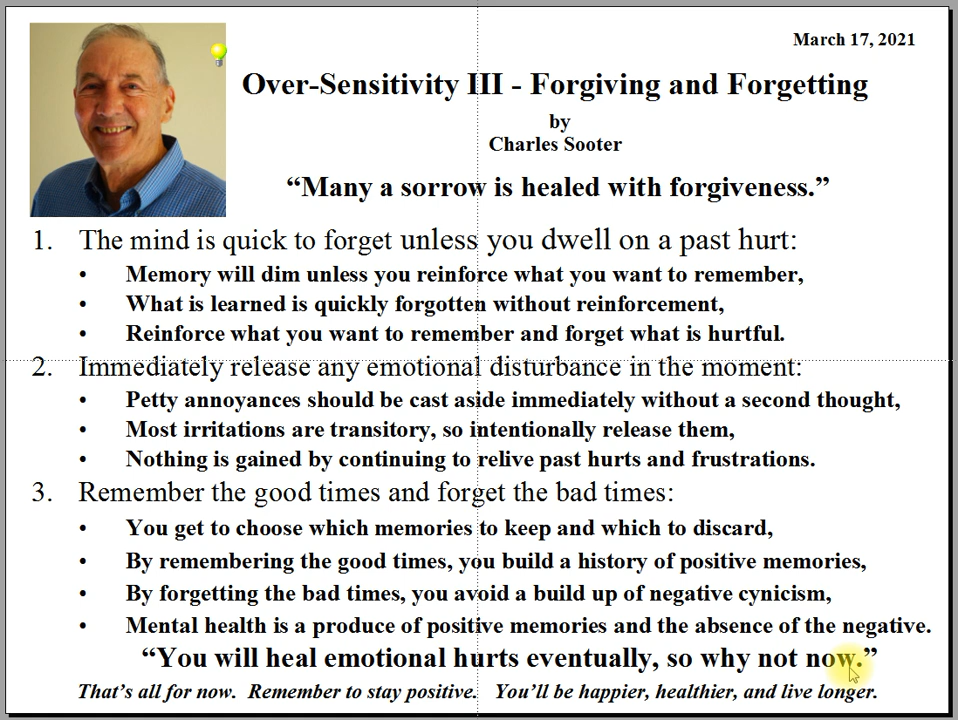 March 17, 2021
Over-Sensitivity III - Forgiving and Forgetting
by
Charles Sooter
“Many a sorrow is healed with forgiveness.”
1. The mind is quick to forget unless you dwell on a past hurt:
• Memory will dim unless you reinforce what you want to remember,
• What is learned is quickly forgotten without reinforcement,
• Reinforce what you want to remember and forget what is hurtful.
2. Immediately release any emotional disturbance in the moment:
• Petty annoyances should be cast aside immediately without a second thought,
• Most irritations are transitory, so intentionally release them,
• Nothing is gained by continuing to relive past hurts and frustrations.
3. Remember the good times and forget the bad times:
• You get to choose which memories to keep and which to discard,
• By remembering the good times, you build a history of positive memories,
• By forgetting the bad times, you avoid a build up of negative cynicism,
• Mental health is a produce of positive memories and the absence of the negative.
“You will heal emotional hurts eventually, so why not now.”
That’s all for now. Remember to stay positive. You’ll be happier, healthier, and live longer.